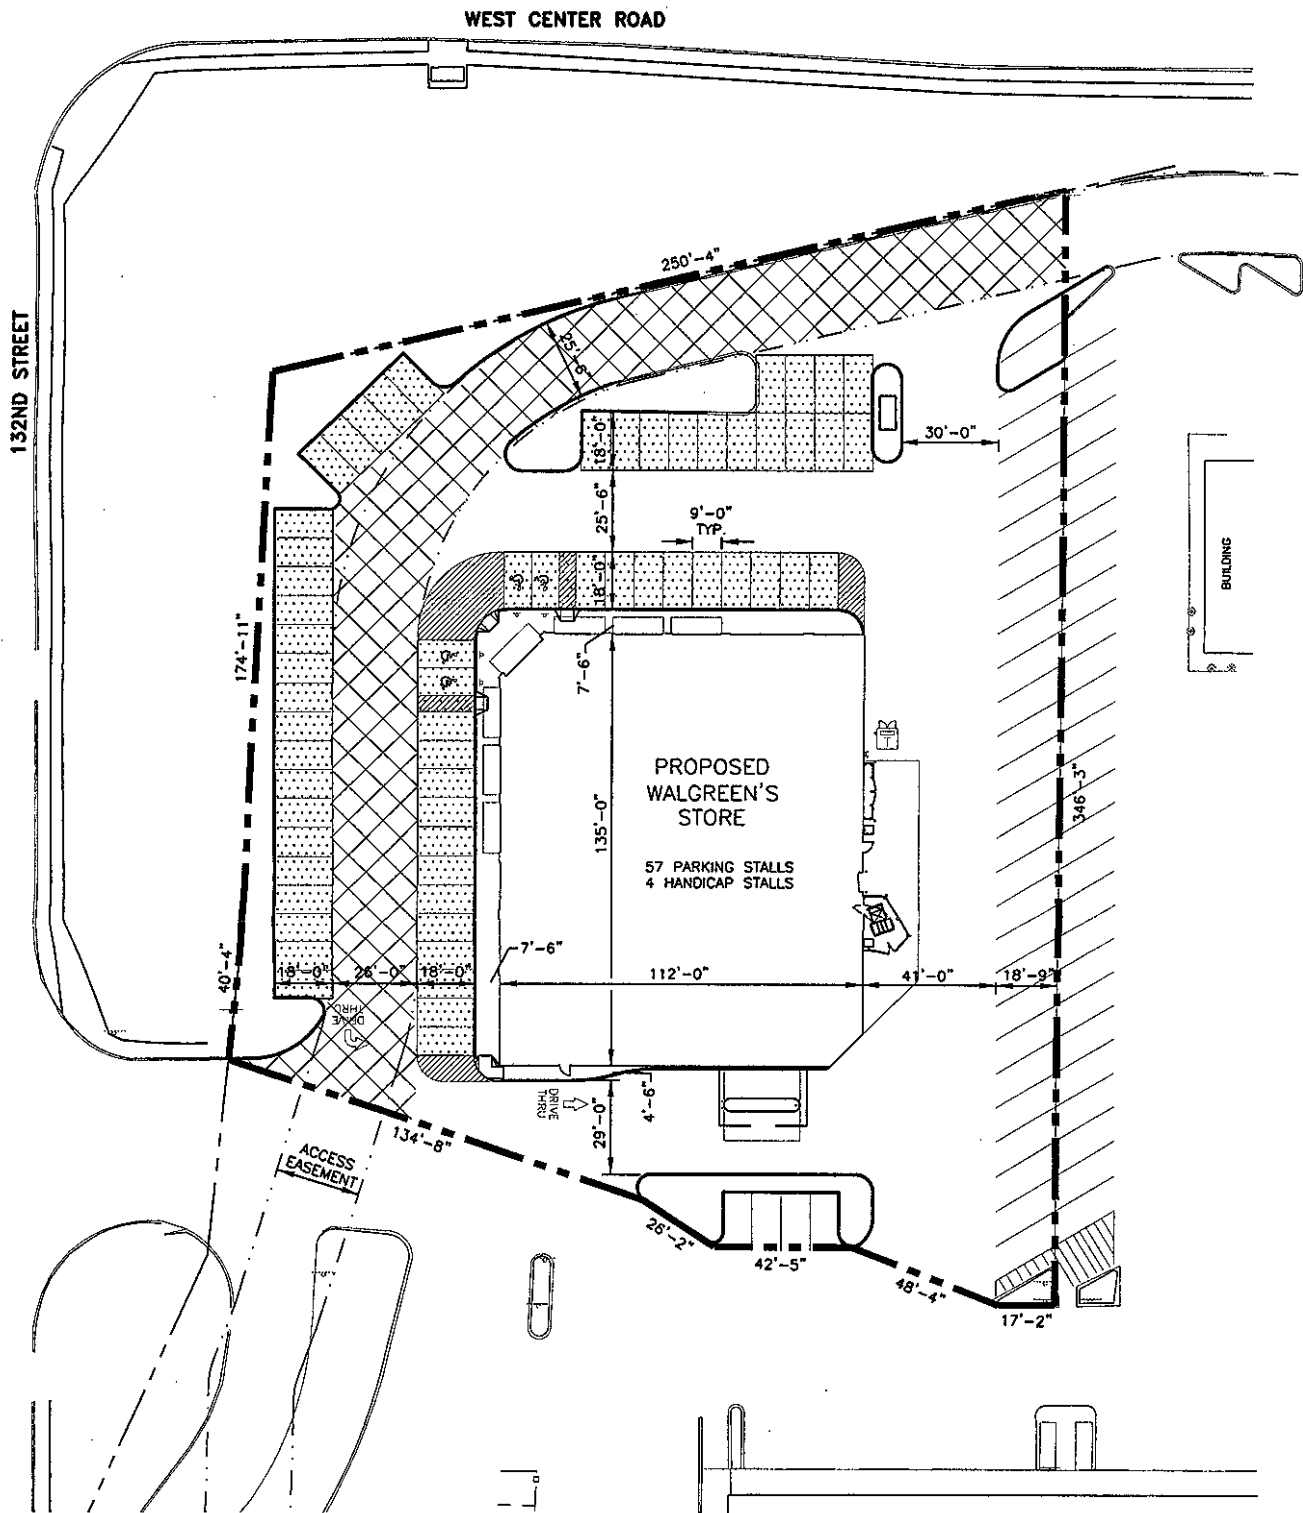 WEST CENTER ROAD
132ND STREET
250'-4"
25'-6"
18'-0"
30'-0"
25'-6"
9'-0"
TYP.
18'-0"
BUILDING
174'-11"
7'-6"
PROPOSED
WALGREEN'S
STORE
57 PARKING STALLS
4 HANDICAP STALLS
135'-0"
346'-3"
7'-6"
40'-4"
18'-0"
26'-0"
18'-0"
112'-0"
41'-0"
18'-9"
DRIVE
THRU
DRIVE
THRU
29'-0"
4'-6"
134'-8"
ACCESS
EASEMENT
26'-2"
42'-5"
48'-4"
17'-2"